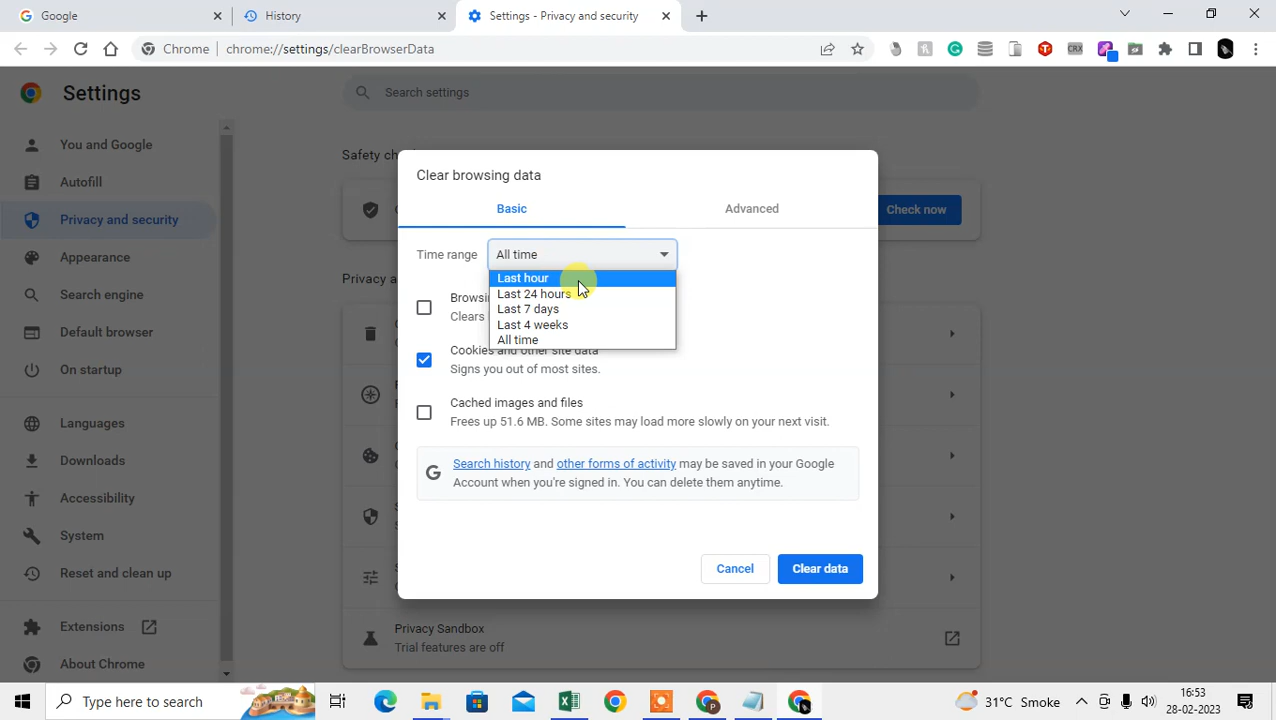 Google
History
Settings - Privacy and security
Chrome
chrome://settings/clearBrowserData
Settings
Search settings
You and Google
Autofill
Privacy and security
Appearance
Search engine
Default browser
On startup
Languages
Downloads
Accessibility
System
Reset and clean up
Extensions
About Chrome
Check now
Clear browsing data
Basic
Advanced
Time range
All time
Last hour
Last 24 hours
Last 7 days
Last 4 weeks
All time
Clears
Cookies and other site data
Signs you out of most sites.
Cached images and files
Frees up 51.6 MB. Some sites may load more slowly on your next visit.
Search history and other forms of activity may be saved in your Google
Account when you're signed in. You can delete them anytime.
Cancel
Clear data
Privacy Sandbox
Trial features are off
Type here to search
31°C Smoke
16:53
28-02-2023